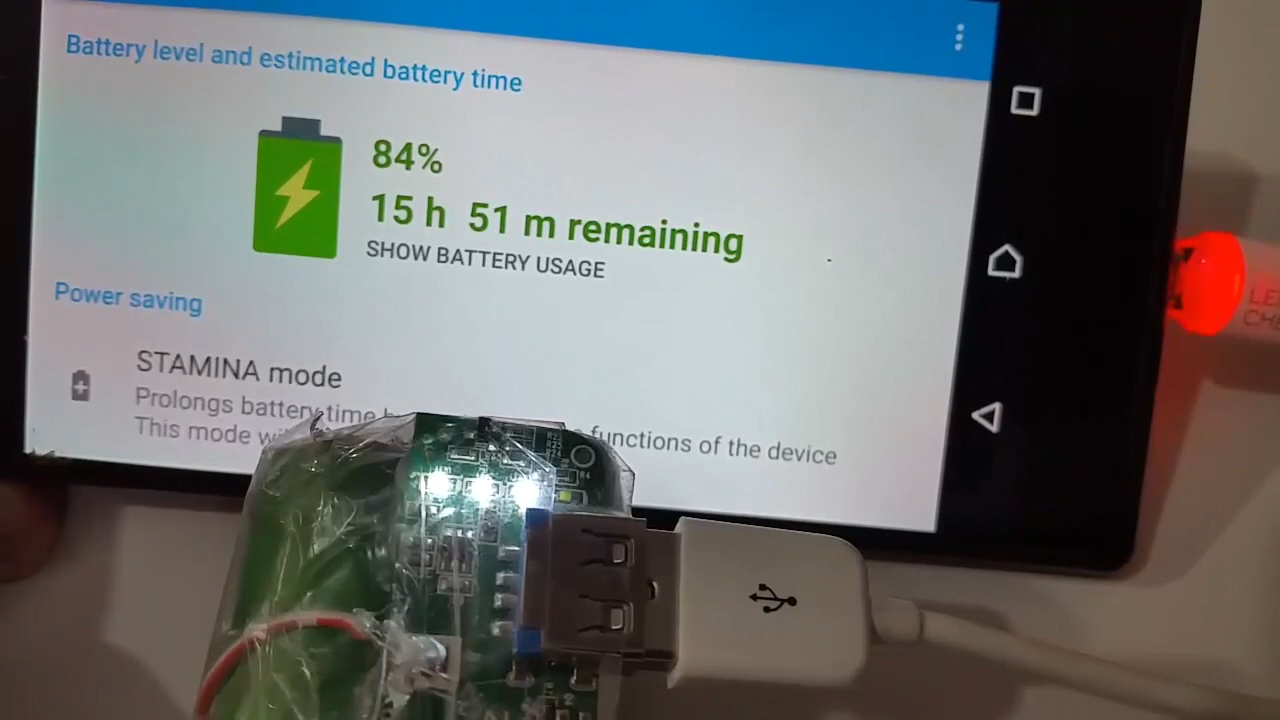 Battery level and estimated battery time
84%
15 h 51 m remaining
SHOW BATTERY USAGE
Power saving
STAMINA mode
Prolongs battery time
This mode functions of the device